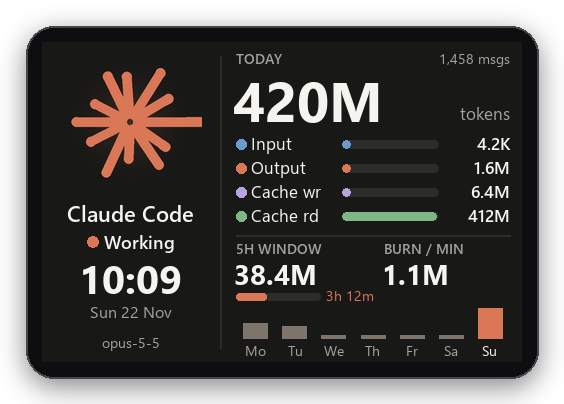 Claude Code
Working
10:09
Sun 22 Nov
opus-5-5
TODAY 1,458 msgs
420M tokens
Input 4.2K
Output 1.6M
Cache wr 6.4M
Cache rd 412M
5H WINDOW BURN / MIN
38.4M 1.1M
3h 12m
Mo Tu We Th Fr Sa Su